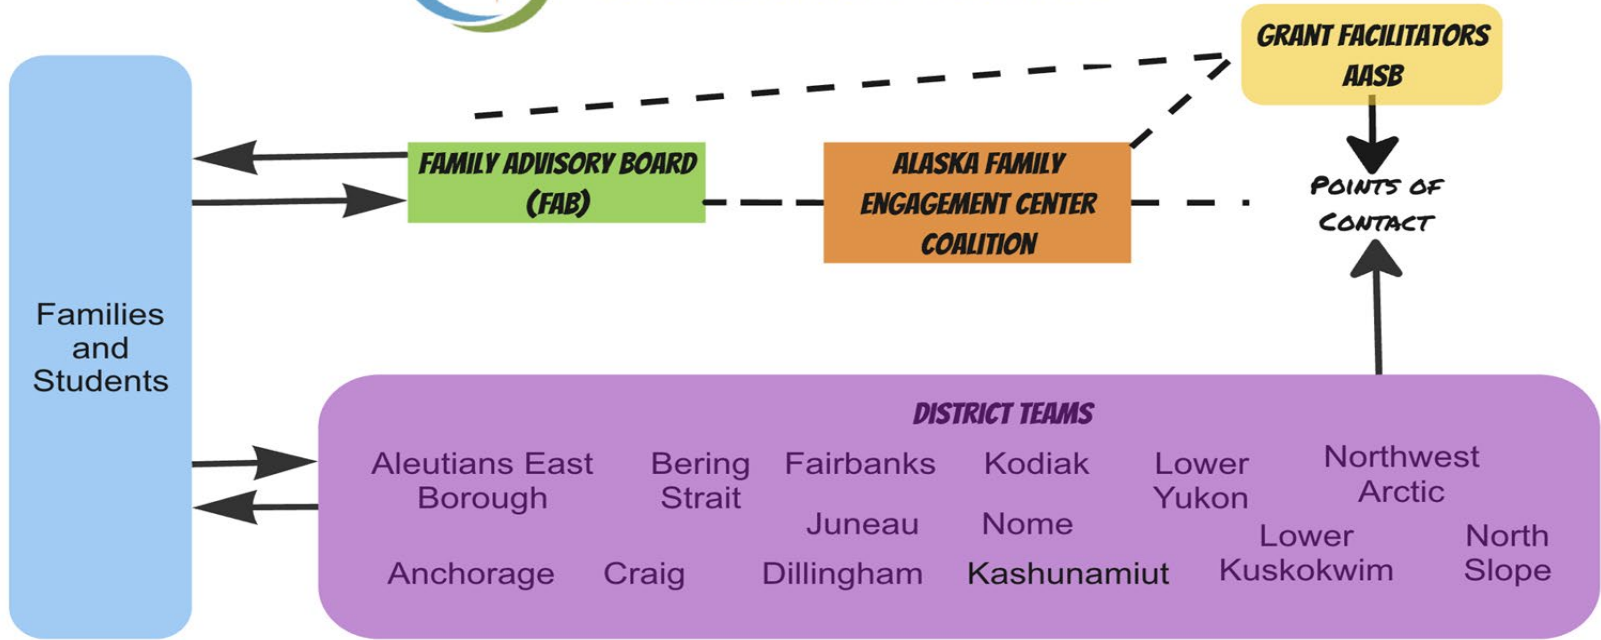 GRANT FACILITATORS
AASB
FAMILY ADVISORY BOARD
(FAB)
ALASKA FAMILY
ENGAGEMENT CENTER
COALITION
POINTS OF
CONTACT
Families
and
Students
DISTRICT TEAMS
Aleutians East
Borough
Bering
Strait
Fairbanks
Kodiak
Lower
Yukon
Northwest
Arctic
Juneau
Nome
Lower
Kuskokwim
North
Slope
Anchorage
Craig
Dillingham
Kashunamiut